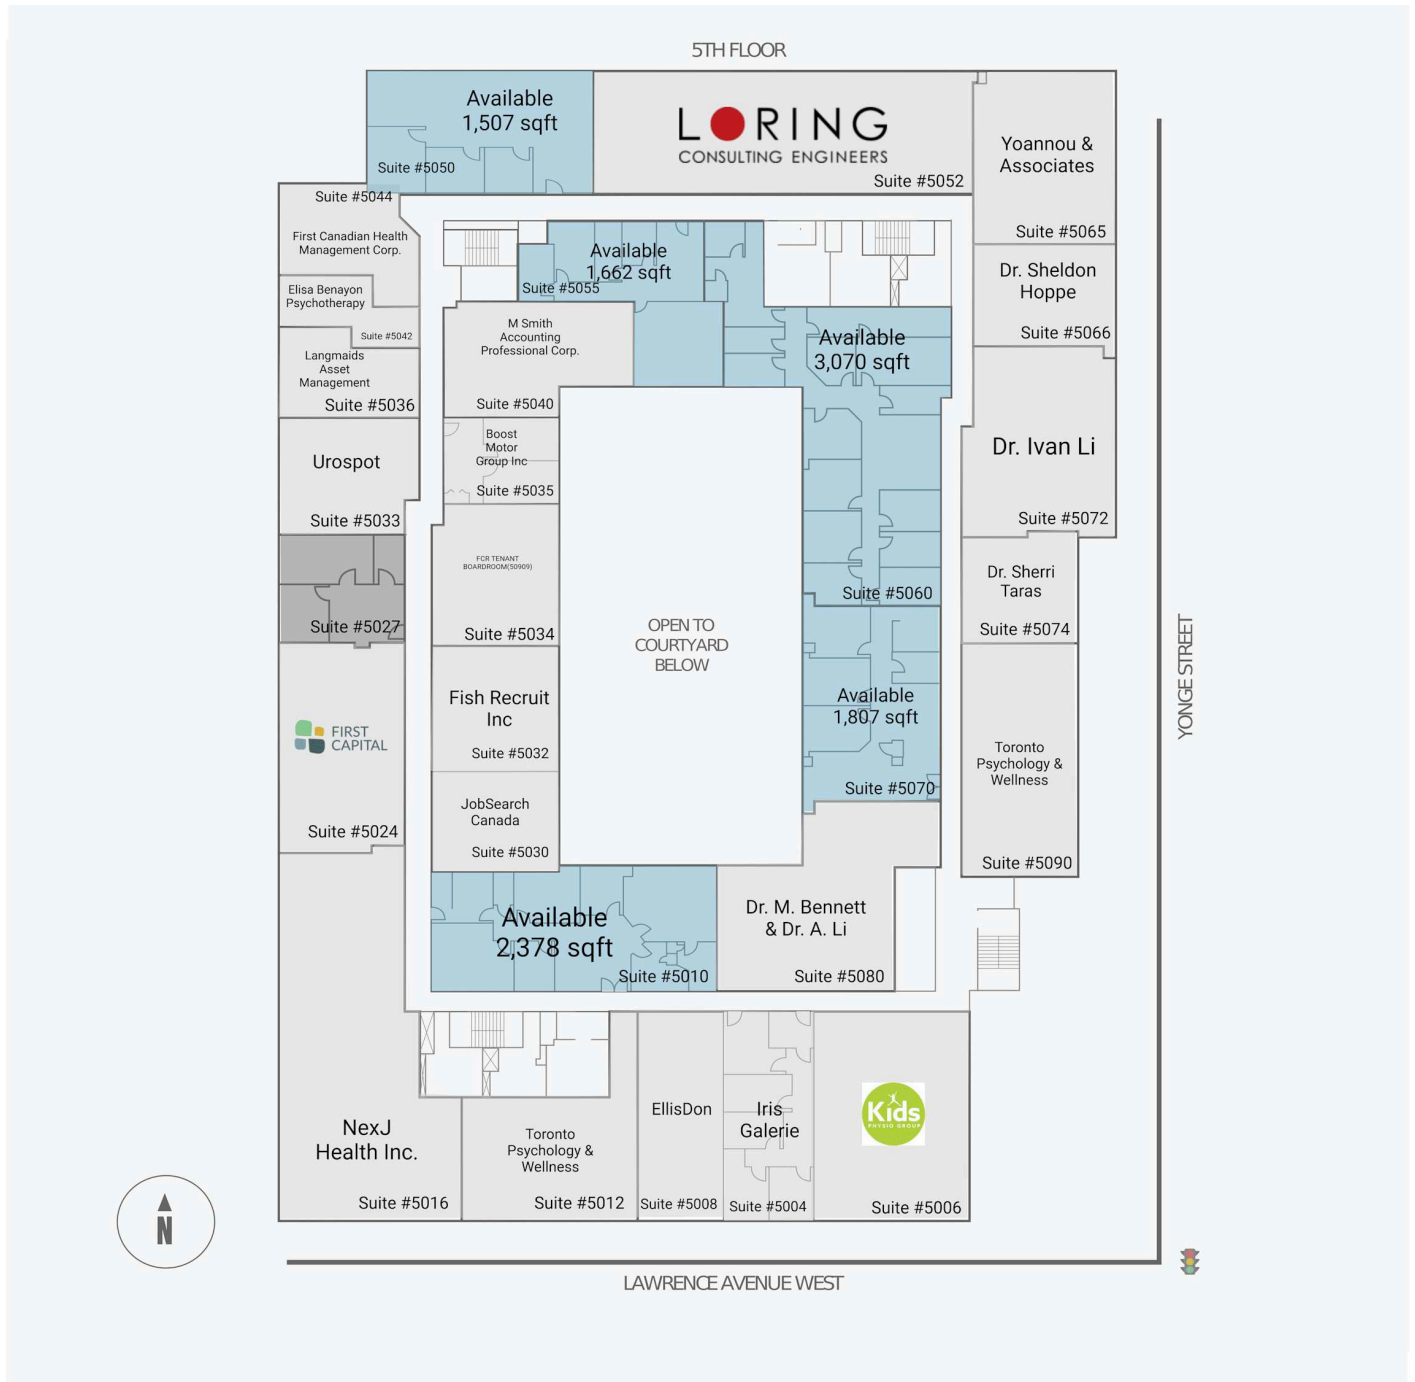 5TH FLOOR
Available
1,507 sqft
Suite #5050
LORING
CONSULTING ENGINEERS
Suite #5052
Yoannou &
Associates
Suite #5065
Suite #5044
First Canadian Health
Management Corp.
Elisa Benayon
Psychotherapy
Suite #5042
Langmaids
Asset
Management
Suite #5036
Available
1,662 sqft
Suite #5055
M Smith
Accounting
Professional Corp.
Suite #5040
Available
3,070 sqft
Suite #5060
Dr. Sheldon
Hoppe
Suite #5066
Dr. Ivan Li
Suite #5072
Urospot
Suite #5033
Boost
Motor
Group Inc
Suite #5035
FCR TENANT
BOARDROOM(50909)
Suite #5034
Suite #5027
OPEN TO
COURTYARD
BELOW
Dr. Sherri
Taras
Suite #5074
YONGE STREET
FIRST
CAPITAL
Suite #5024
Fish Recruit
Inc
Suite #5032
JobSearch
Canada
Suite #5030
Available
1,807 sqft
Suite #5070
Toronto
Psychology &
Wellness
Suite #5090
Available
2,378 sqft
Suite #5010
Dr. M. Bennett
& Dr. A. Li
Suite #5080
NexJ
Health Inc.
Suite #5016
Toronto
Psychology &
Wellness
Suite #5012
EllisDon
Suite #5008
Iris
Galerie
Suite #5004
Kids
PHYSIO GROUP
Suite #5006
N
LAWRENCE AVENUE WEST